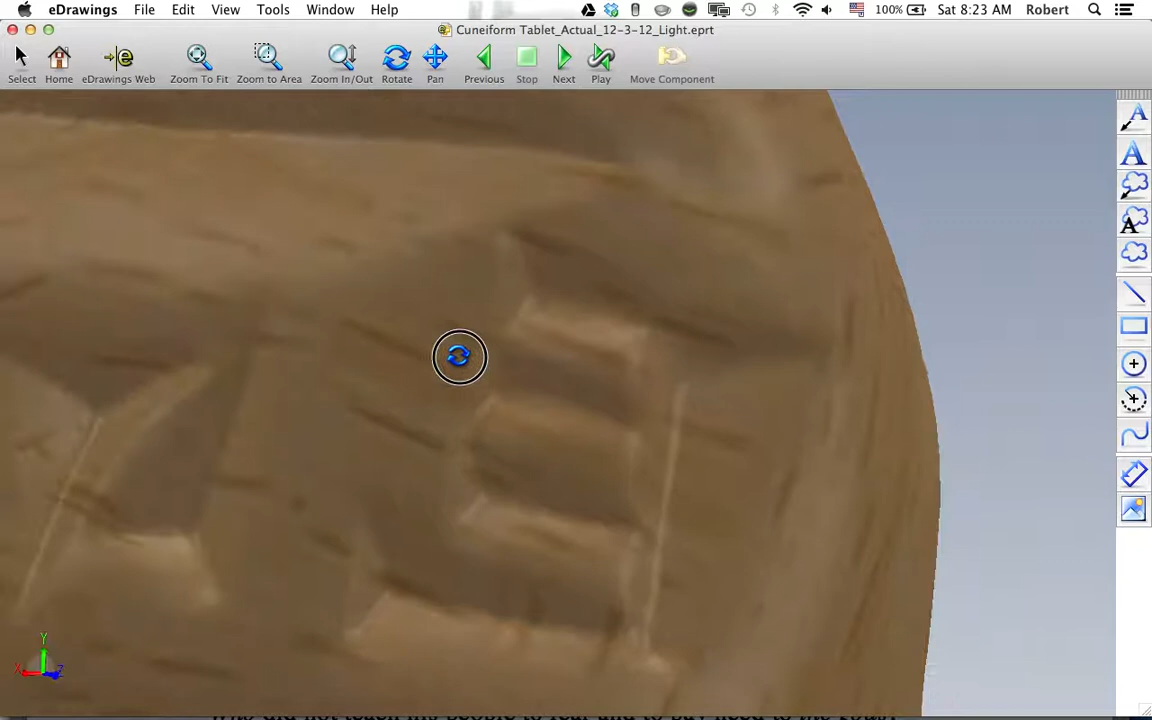 eDrawings File Edit View Tools Window Help 100% Sat 8:23 AM Robert
Cuneiform Tablet_Actual_12-3-12_Light.eprt
Select Home eDrawings Web Zoom To Fit Zoom to Area Zoom In/Out Rotate Pan Previous Stop Next Play Move Component
Y
X Z